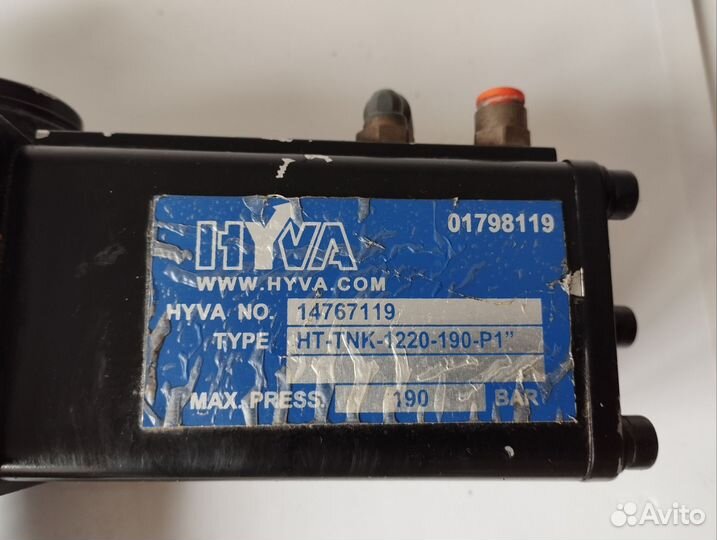 HYVA
01798119
WWW.HYVA.COM
HYVA NO. 14767119
TYPE HT-TNK-1220-190-P1”
MAX. PRESS. 190 BAR
Avito